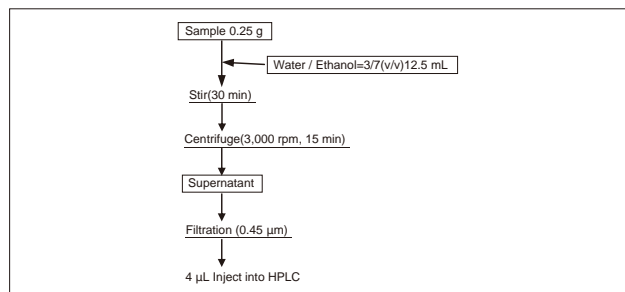 Sample 0.25 g
Water / Ethanol=3/7(v/v)12.5 mL
Stir(30 min)
Centrifuge(3,000 rpm, 15 min)
Supernatant
Filtration (0.45 μm)
4 μL Inject into HPLC